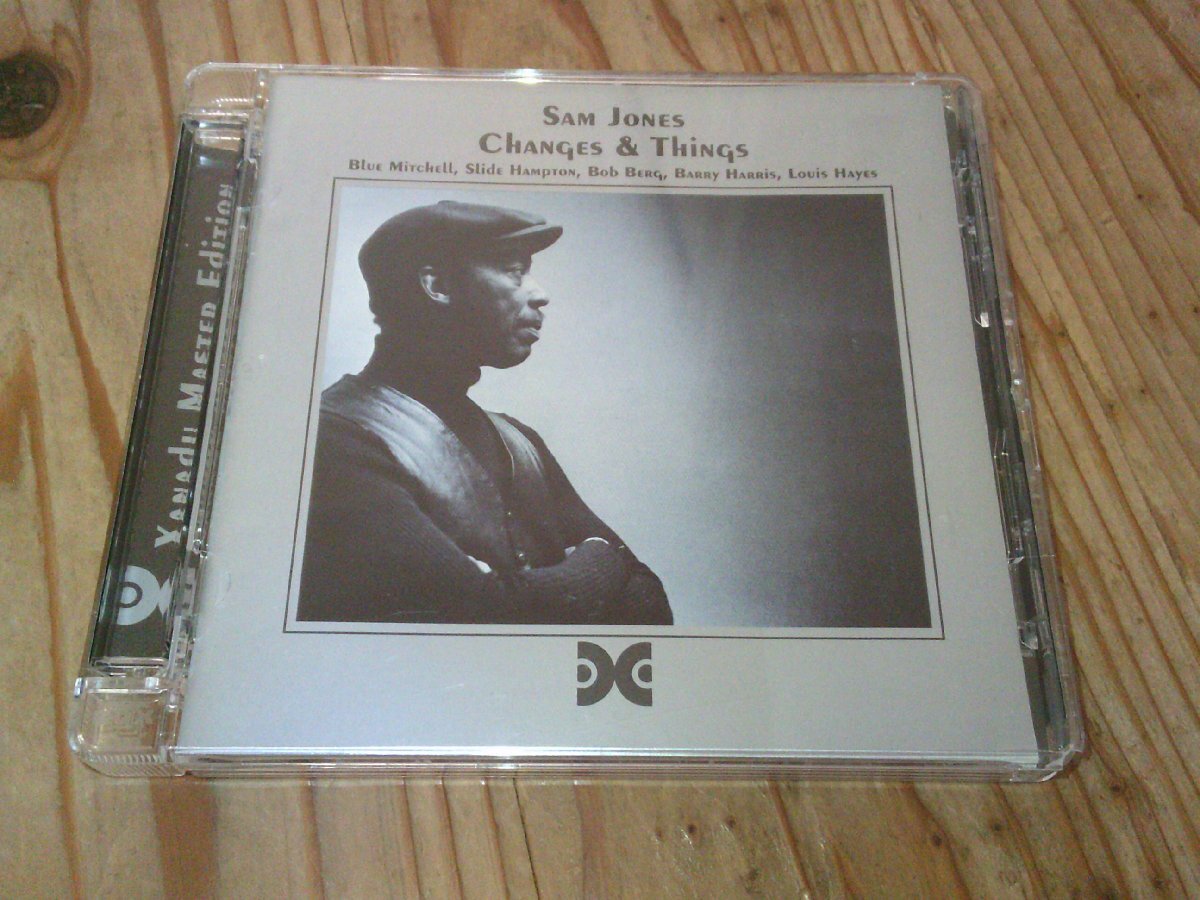 Sam Jones
Changes & Things
Blue Mitchell, Slide Hampton, Bob Berg, Barry Harris, Louis Hayes
Xanadu Master Edition